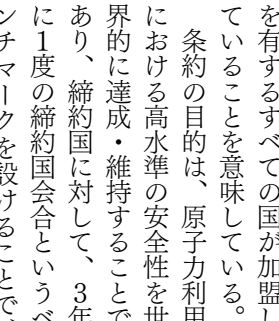 を有するすべての国が加盟し
ていることを意味している。
条約の目的は、原子力利用
における高水準の安全性を世
界的に達成・維持することで
あり、締約国に対して、3年
に1度の締約国会合というベ
ンチマークを設けることで、